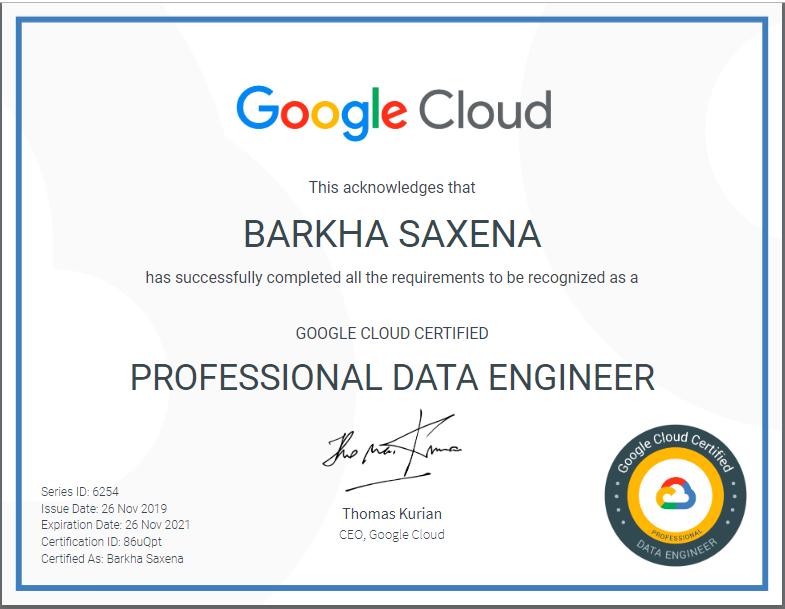 Google Cloud
This acknowledges that
BARKHA SAXENA
has successfully completed all the requirements to be recognized as a
GOOGLE CLOUD CERTIFIED
PROFESSIONAL DATA ENGINEER
Thomas Kurian
Thomas Kurian
CEO, Google Cloud
Series ID: 6254
Issue Date: 26 Nov 2019
Expiration Date: 26 Nov 2021
Certification ID: 86uQpt
Certified As: Barkha Saxena
Google Cloud Certified
PROFESSIONAL
DATA ENGINEER